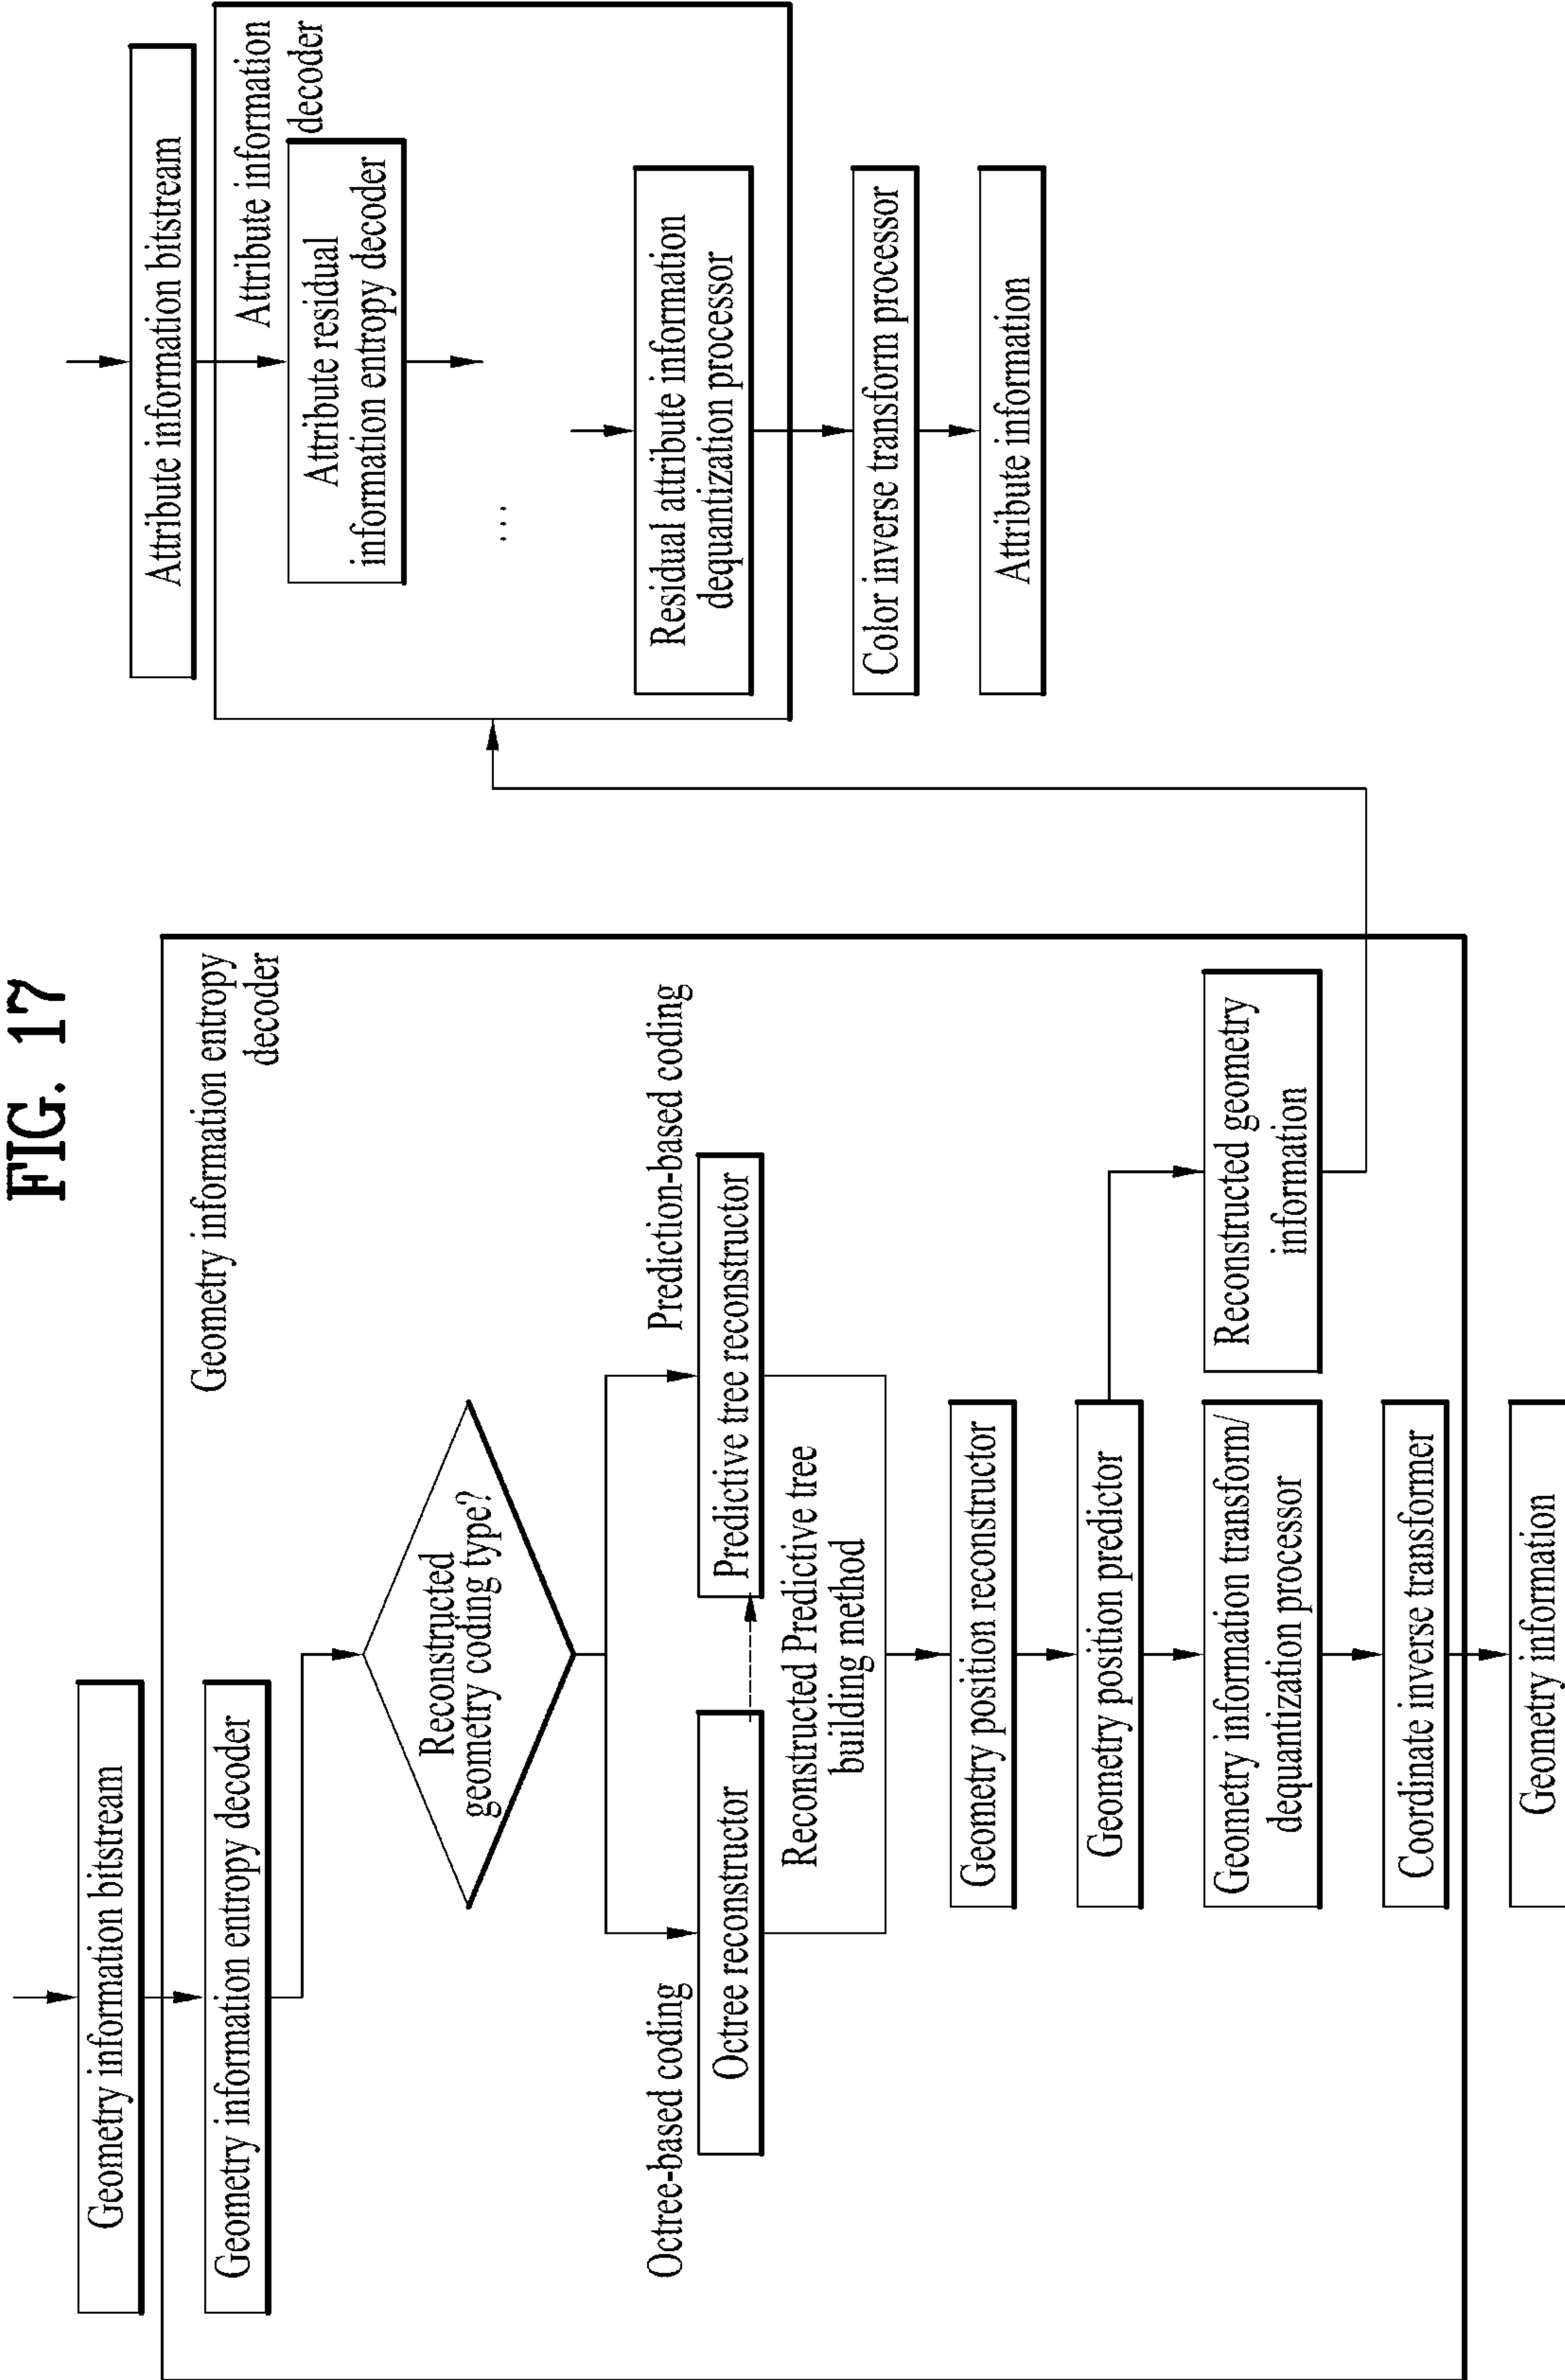 FIG. 17
Geometry information bitstream
Geometry information entropy
decoder
Geometry information entropy decoder
Reconstructed
geometry coding type?
Octree-based coding
Prediction-based coding
Octree reconstructor
Predictive tree reconstructor
Reconstructed Predictive tree
building method
Geometry position reconstructor
Geometry position predictor
Geometry information transform/
dequantization processor
Reconstructed geometry
information
Coordinate inverse transformer
Geometry information
Attribute information bitstream
Attribute information
decoder
Attribute residual
information entropy decoder
...
Residual attribute information
dequantization processor
Color inverse transform processor
Attribute information